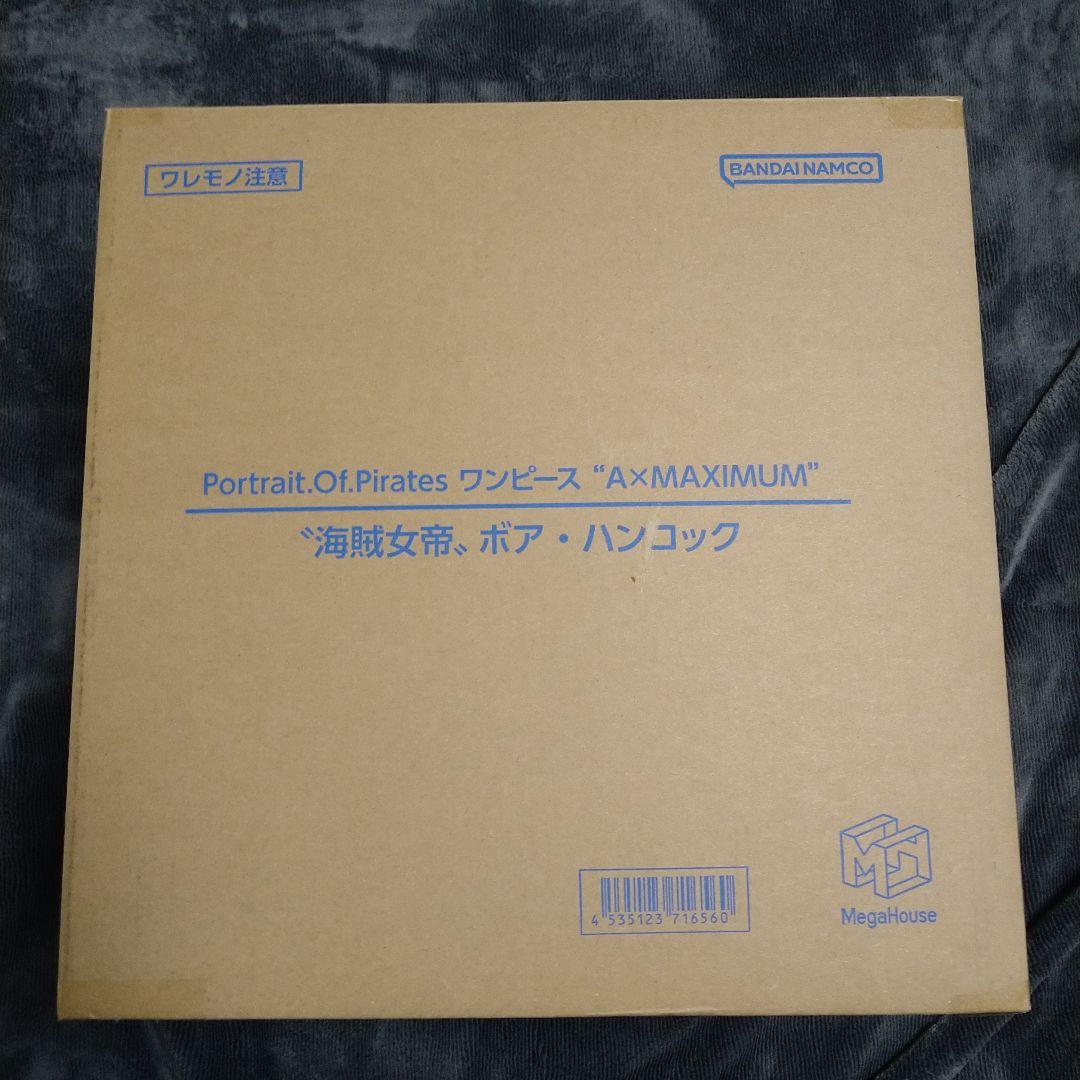 ワレモノ注意
BANDAI NAMCO
Portrait.Of.Pirates ワンピース “A×MAXIMUM”
〝海賊女帝〟ボア・ハンコック
4 535123 716560
MH
MegaHouse